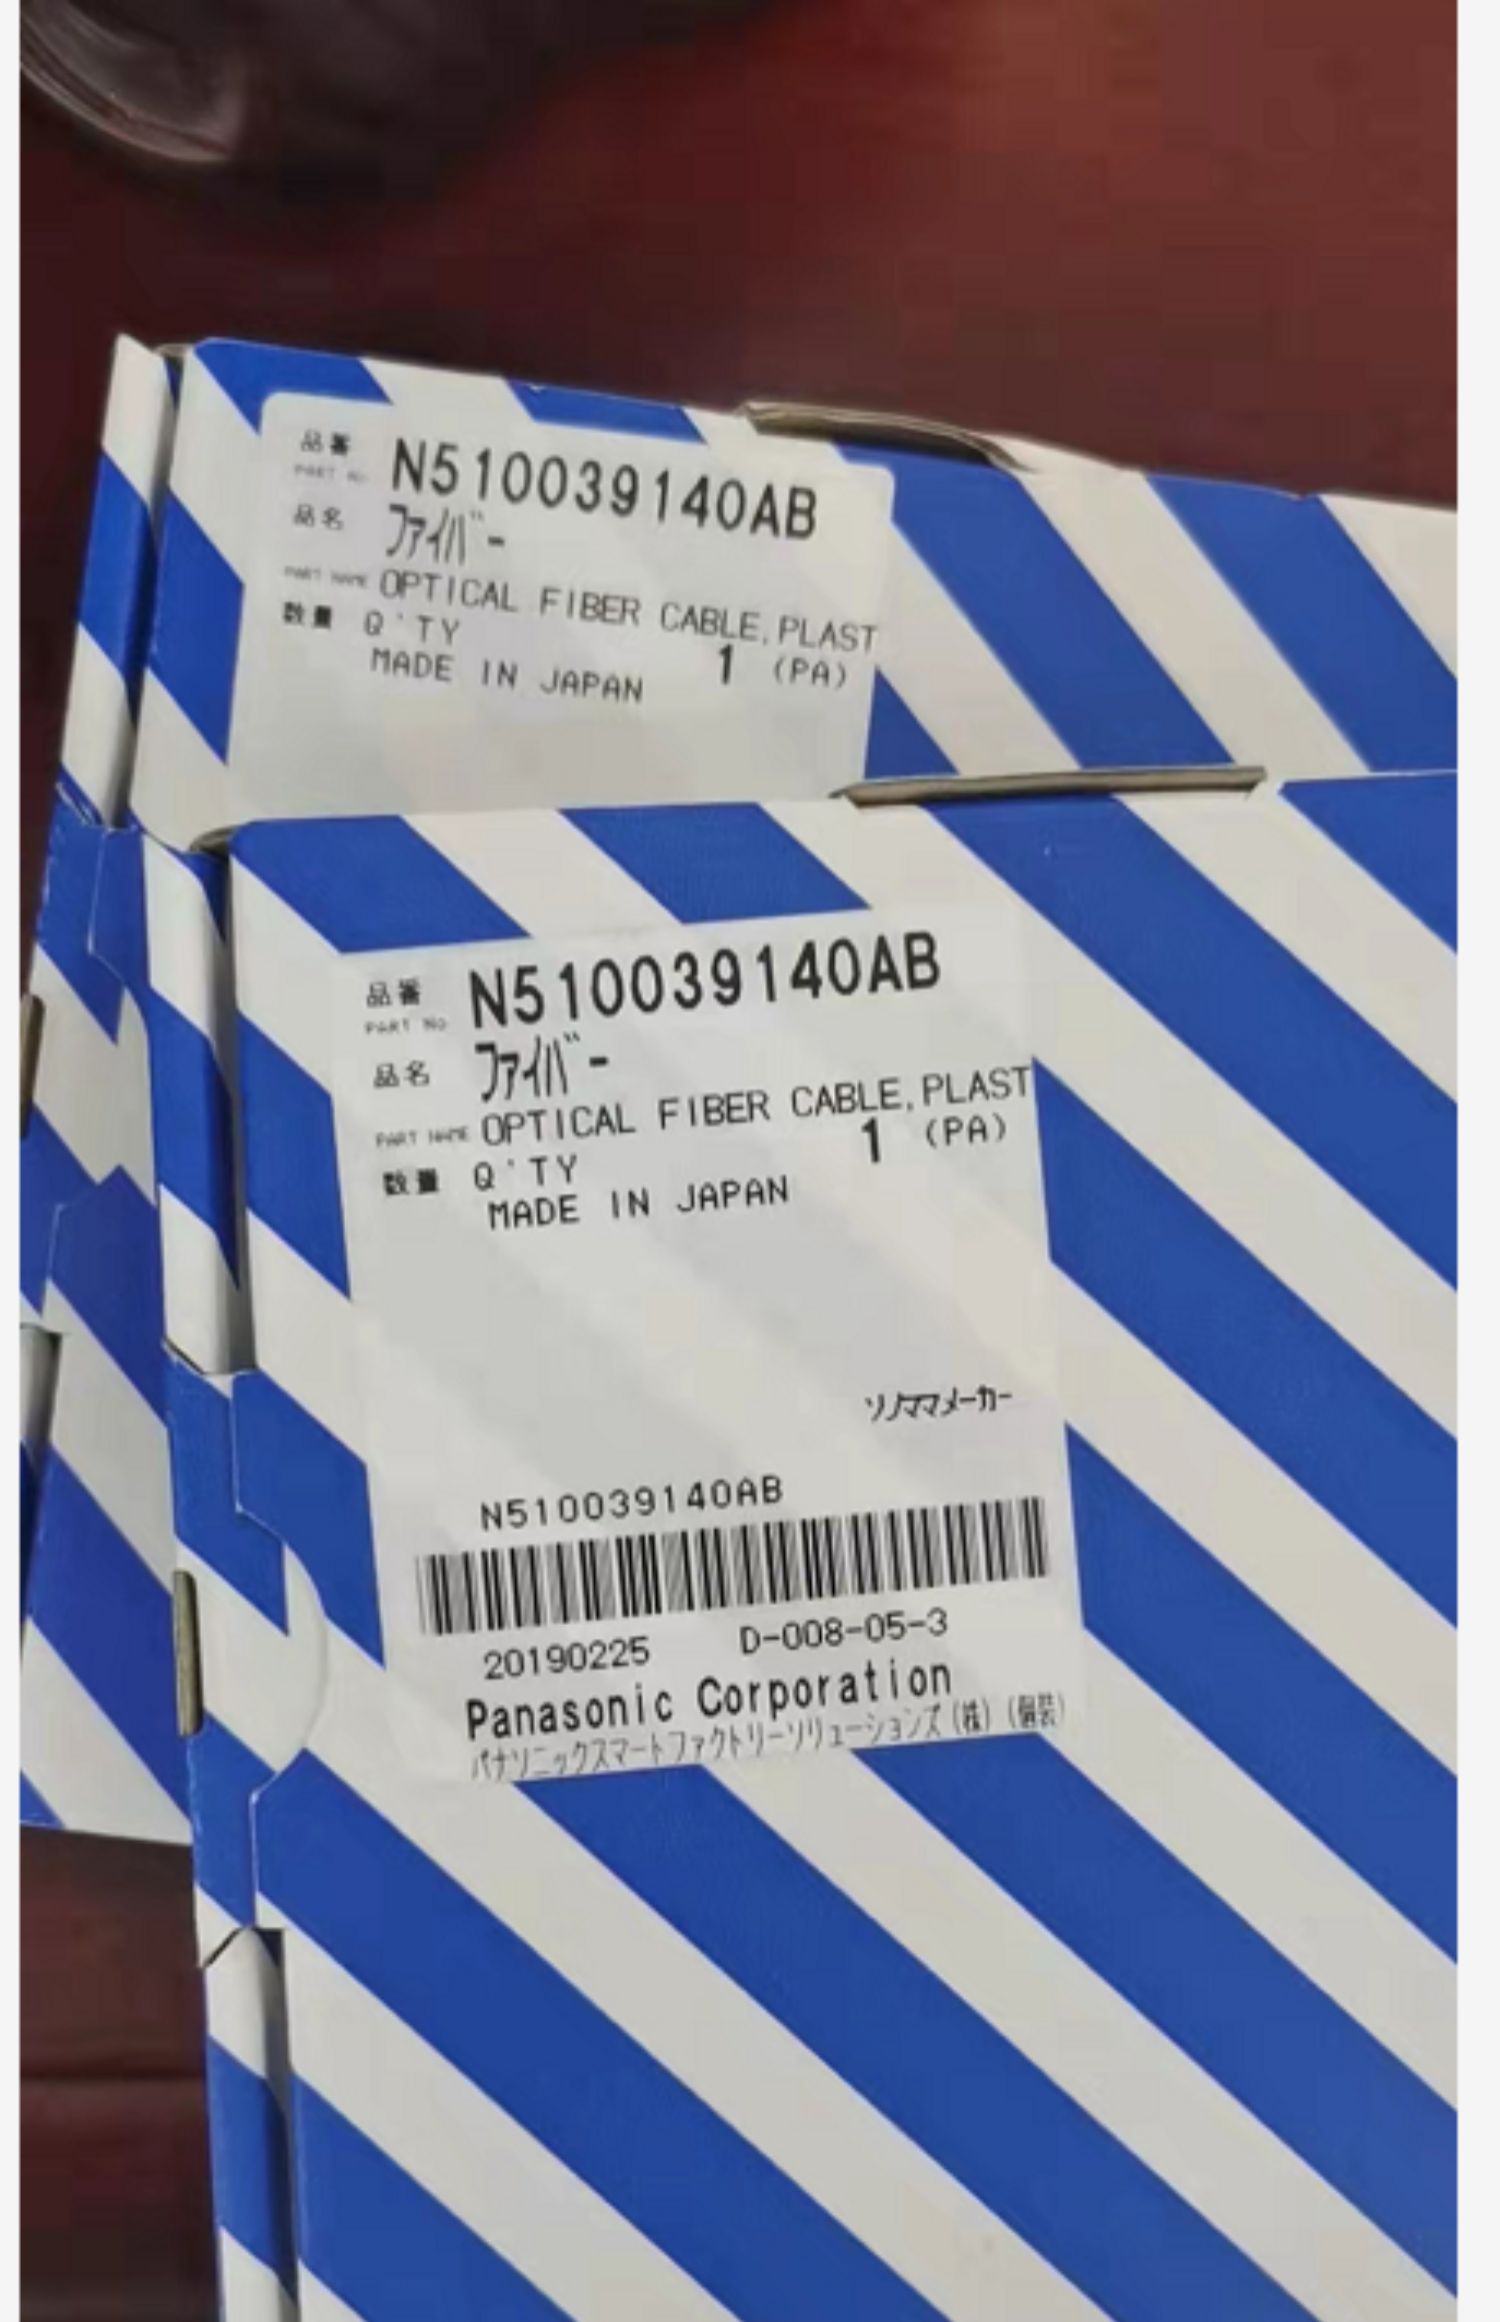 品番 N510039140AB
PART No
品名 ファイバー
PART NAME OPTICAL FIBER CABLE,PLAST
数量 Q'TY 1 (PA)
MADE IN JAPAN
品番 N510039140AB
PART No
品名 ファイバー
PART NAME OPTICAL FIBER CABLE,PLAST
数量 Q'TY 1 (PA)
MADE IN JAPAN
ソノママメーカー
N510039140AB
20190225 D-008-05-3
Panasonic Corporation
パナソニックスマートファクトリーソリューションズ(株)(個装)